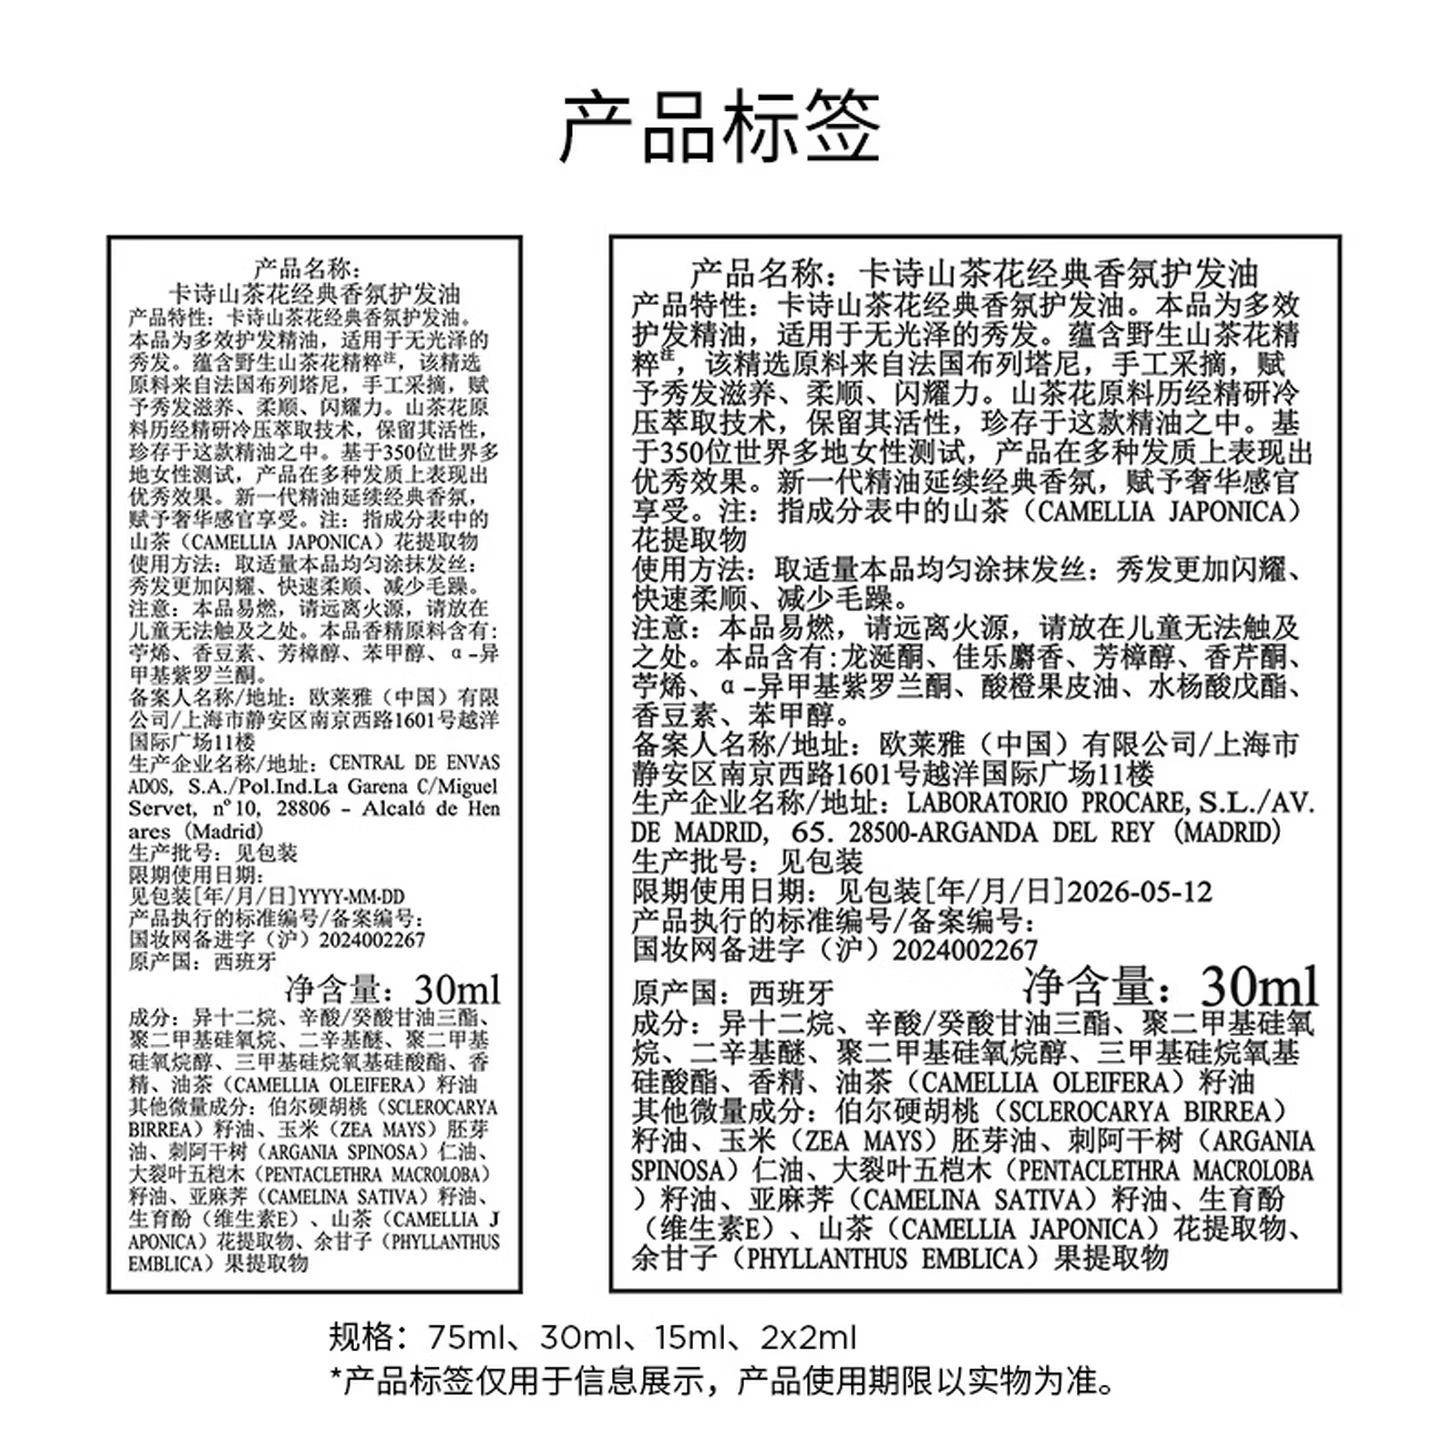 产品标签
产品名称：
卡诗山茶花经典香氛护发油
产品特性：卡诗山茶花经典香氛护发油。
本品为多效护发精油，适用于无光泽的
秀发。蕴含野生山茶花精粹注，该精选
原料来自法国布列塔尼，手工采摘，赋
予秀发滋养、柔顺、闪耀力。山茶花原
料历经精研冷压萃取技术，保留其活性，
珍存于这款精油之中。基于350位世界多
地女性测试，产品在多种发质上表现出
优秀效果。新一代精油延续经典香氛，
赋予奢华感官享受。注：指成分表中的
山茶（CAMELLIA JAPONICA）花提取物
使用方法：取适量本品均匀涂抹发丝：
秀发更加闪耀、快速柔顺、减少毛躁。
注意：本品易燃，请远离火源，请放在
儿童无法触及之处。本品香精原料含有：
苧烯、香豆素、芳樟醇、苯甲醇、α-异
甲基紫罗兰酮。
备案人名称/地址：欧莱雅（中国）有限
公司/上海市静安区南京西路1601号越洋
国际广场11楼
生产企业名称/地址：CENTRAL DE ENVAS
ADOS, S.A./Pol.Ind.La Garena C/Miguel
Servet, nº10, 28806 - Alcalá de Hen
ares (Madrid)
生产批号：见包装
限期使用日期：
见包装[年/月/日]YYYY-MM-DD
产品执行的标准编号/备案编号：
国妆网备进字（沪）2024002267
原产国：西班牙
净含量：30ml
成分：异十二烷、辛酸/癸酸甘油三酯、
聚二甲基硅氧烷、二辛基醚、聚二甲基
硅氧烷醇、三甲基硅烷氧基硅酸酯、香
精、油茶（CAMELLIA OLEIFERA）籽油
其他微量成分：伯尔硬胡桃（SCLEROCARYA
BIRREA）籽油、玉米（ZEA MAYS）胚芽
油、刺阿干树（ARGANIA SPINOSA）仁油、
大裂叶五桤木（PENTACLETHRA MACROLOBA）
籽油、亚麻荠（CAMELINA SATIVA）籽油、
生育酚（维生素E）、山茶（CAMELLIA J
APONICA）花提取物、余甘子（PHYLLANTHUS
EMBLICA）果提取物
产品名称：卡诗山茶花经典香氛护发油
产品特性：卡诗山茶花经典香氛护发油。本品为多效
护发精油，适用于无光泽的秀发。蕴含野生山茶花精
粹注，该精选原料来自法国布列塔尼，手工采摘，赋
予秀发滋养、柔顺、闪耀力。山茶花原料历经精研冷
压萃取技术，保留其活性，珍存于这款精油之中。基
于350位世界多地女性测试，产品在多种发质上表现出
优秀效果。新一代精油延续经典香氛，赋予奢华感官
享受。注：指成分表中的山茶（CAMELLIA JAPONICA）
花提取物
使用方法：取适量本品均匀涂抹发丝：秀发更加闪耀、
快速柔顺、减少毛躁。
注意：本品易燃，请远离火源，请放在儿童无法触及
之处。本品含有：龙涎酮、佳乐麝香、芳樟醇、香芹酮、
苧烯、α-异甲基紫罗兰酮、酸橙果皮油、水杨酸戊酯、
香豆素、苯甲醇。
备案人名称/地址：欧莱雅（中国）有限公司/上海市
静安区南京西路1601号越洋国际广场11楼
生产企业名称/地址：LABORATORIO PROCARE, S.L./AV.
DE MADRID, 65. 28500-ARGANDA DEL REY (MADRID)
生产批号：见包装
限期使用日期：见包装[年/月/日]2026-05-12
产品执行的标准编号/备案编号：
国妆网备进字（沪）2024002267
原产国：西班牙 净含量：30ml
成分：异十二烷、辛酸/癸酸甘油三酯、聚二甲基硅氧
烷、二辛基醚、聚二甲基硅氧烷醇、三甲基硅烷氧基
硅酸酯、香精、油茶（CAMELLIA OLEIFERA）籽油
其他微量成分：伯尔硬胡桃（SCLEROCARYA BIRREA）
籽油、玉米（ZEA MAYS）胚芽油、刺阿干树（ARGANIA
SPINOSA）仁油、大裂叶五桤木（PENTACLETHRA MACROLOBA
）籽油、亚麻荠（CAMELINA SATIVA）籽油、生育酚
（维生素E）、山茶（CAMELLIA JAPONICA）花提取物、
余甘子（PHYLLANTHUS EMBLICA）果提取物
规格：75ml、30ml、15ml、2x2ml
*产品标签仅用于信息展示，产品使用期限以实物为准。